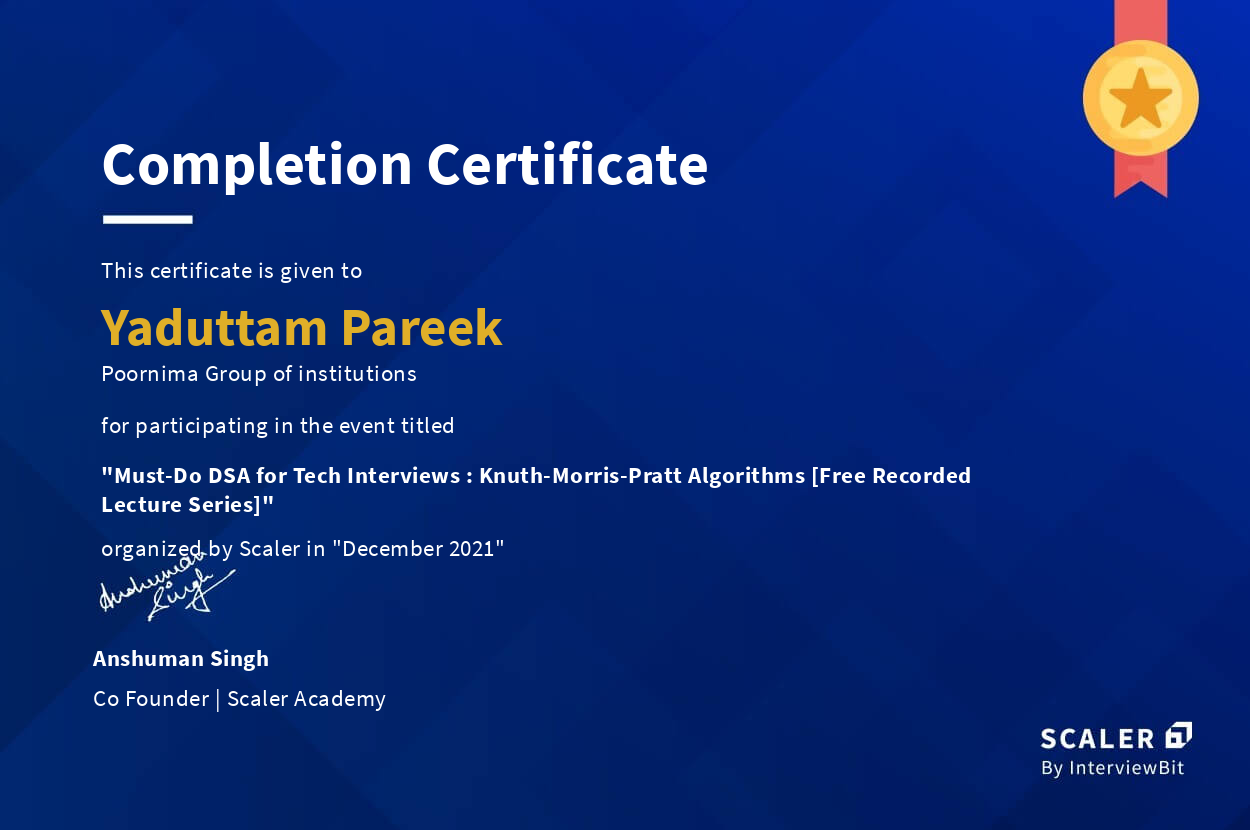 Completion Certificate
This certificate is given to
Yaduttam Pareek
Poornima Group of institutions
for participating in the event titled
"Must-Do DSA for Tech Interviews : Knuth-Morris-Pratt Algorithms [Free Recorded
Lecture Series]"
organized by Scaler in "December 2021"
Anshuman
Singh
Anshuman Singh
Co Founder | Scaler Academy
SCALER
By InterviewBit